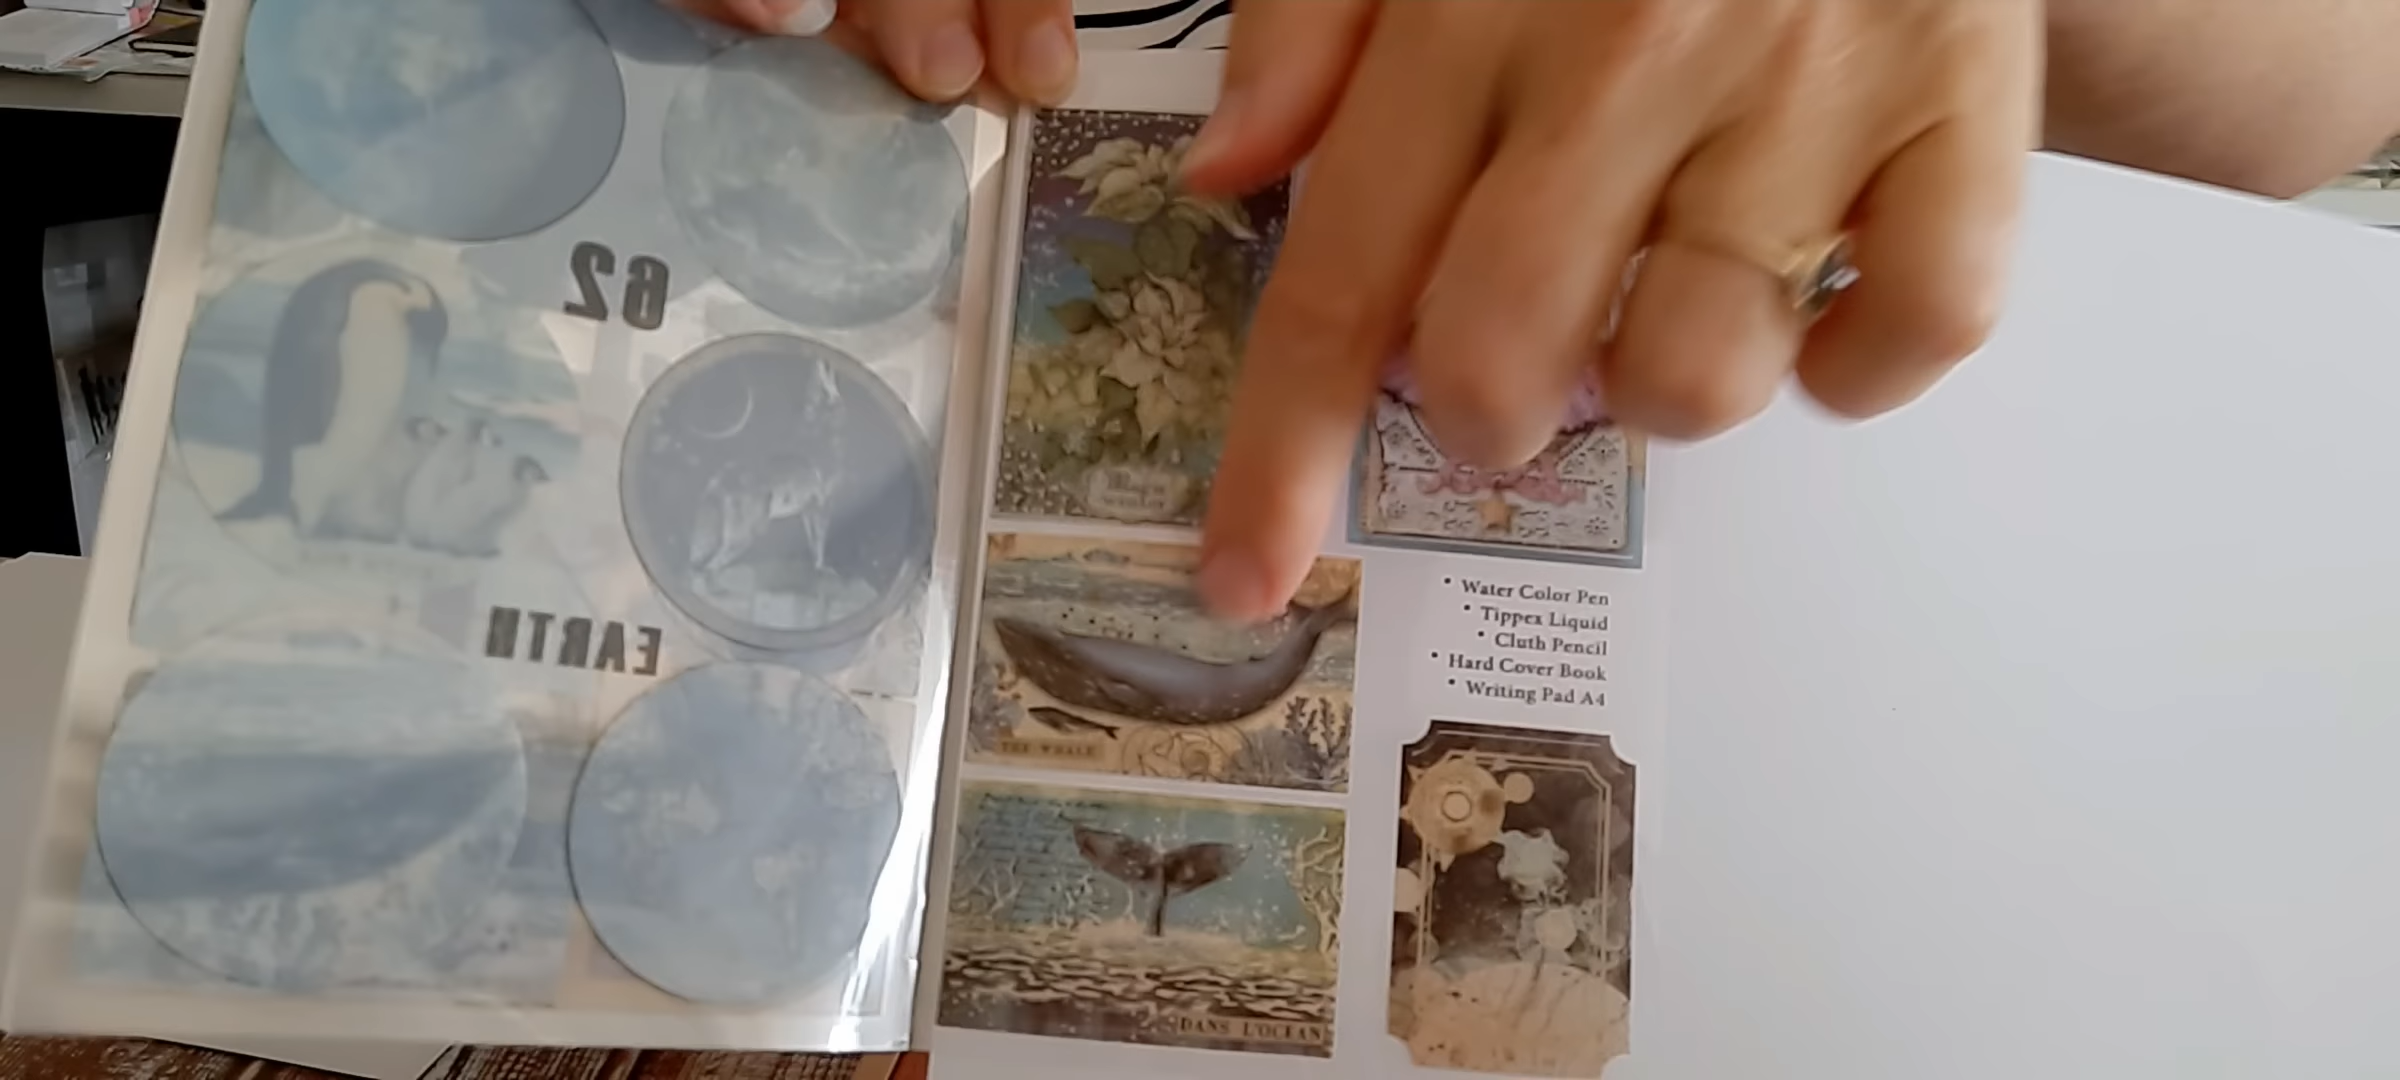 62
EARTH
THE WHALE
DANS L'OCEAN
• Water Color Pen
• Tippex Liquid
• Cluth Pencil
• Hard Cover Book
• Writing Pad A4